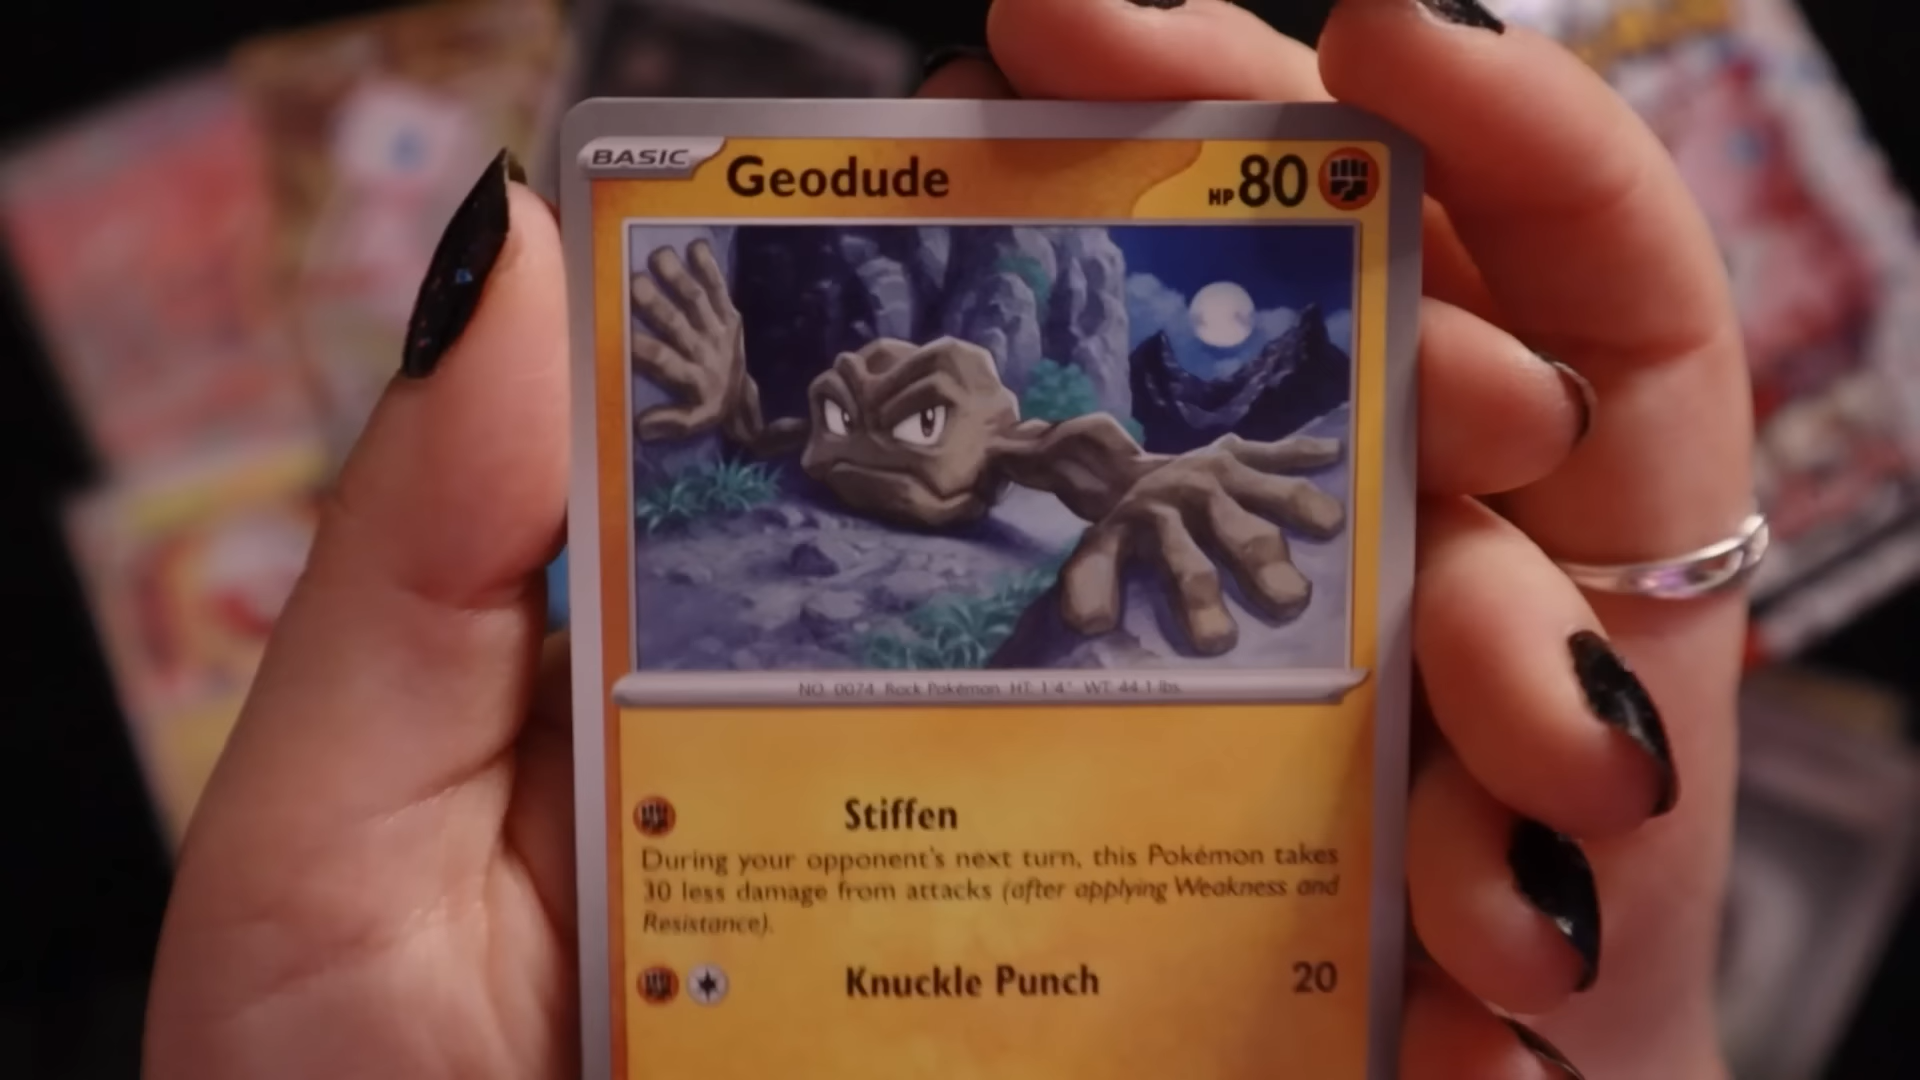 BASIC Geodude HP 80
NO. 0074 Rock Pokémon HT: 1'4" WT: 44.1 lbs.
Stiffen
During your opponent's next turn, this Pokémon takes
30 less damage from attacks (after applying Weakness and
Resistance).
Knuckle Punch 20